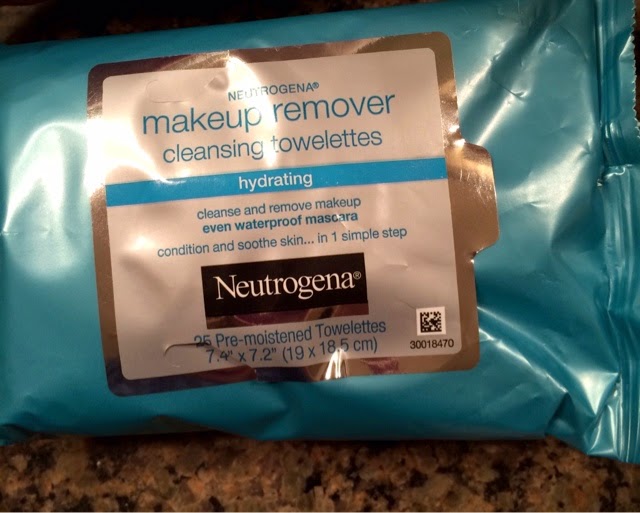 NEUTROGENA®
makeup remover
cleansing towelettes
hydrating
cleanse and remove makeup
even waterproof mascara
condition and soothe skin... in 1 simple step
Neutrogena®
25 Pre-moistened Towelettes
7.4" x 7.2" (19 x 18.5 cm)
30018470